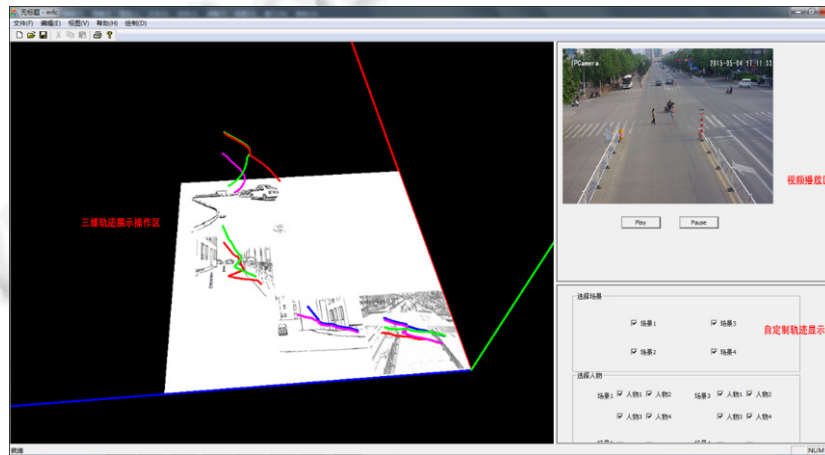 无标题 - mfc
文件(F) 编辑(E) 视图(V) 帮助(H) 绘制(D)
IPCamera 2015-05-04 17:11:33
三维轨迹展示操作区
视频播放
Play Pause
选择场景
场景1 场景3
自定制轨迹显示
场景2 场景4
选择人物
场景1 人物1 人物2 场景3 人物1 人物2
人物3 人物4 人物3 人物4
就绪 NUM